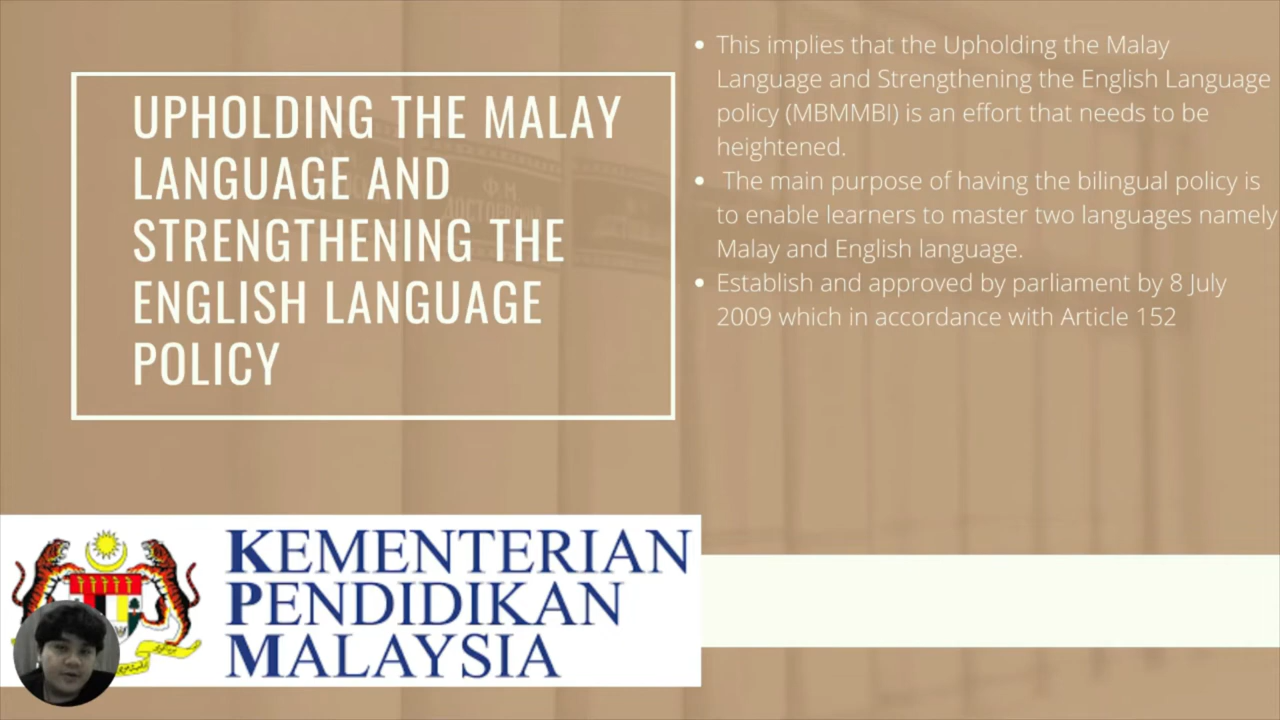 UPHOLDING THE MALAY
LANGUAGE AND
STRENGTHENING THE
ENGLISH LANGUAGE
POLICY
This implies that the Upholding the Malay
Language and Strengthening the English Language
policy (MBMMBI) is an effort that needs to be
heightened.
The main purpose of having the bilingual policy is
to enable learners to master two languages namely
Malay and English language.
Establish and approved by parliament by 8 July
2009 which in accordance with Article 152
KEMENTERIAN
PENDIDIKAN
MALAYSIA